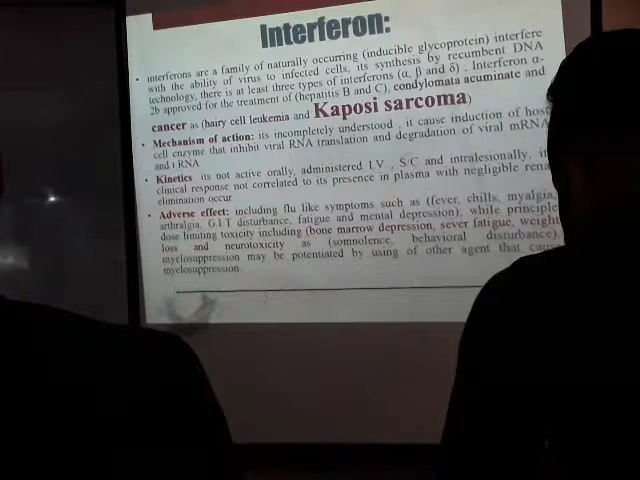 Interferon:
• interferons are a family of naturally occurring (inducible glycoprotein) interfere
with the ability of virus to infected cells, its synthesis by recumbent DNA
technology, there is at least three types of interferons (α, β and δ) . Interferon α-
2b approved for the treatment of (hepatitis B and C), condylomata acuminate and
cancer as (hairy cell leukemia and Kaposi sarcoma)
• Mechanism of action: its incompletely understood , it cause induction of host
cell enzyme that inhibit viral RNA translation and degradation of viral mRNA
and t RNA
• Kinetics its not active orally, administered I.V , S/C and intralesionally, it
clinical response not correlated to its presence in plasma with negligible rena
elimination occur
• Adverse effect: including flu like symptoms such as (fever, chills, myalgia,
arthralgia, G.I.T disturbance, fatigue and mental depression); while principle
dose limiting toxicity including (bone marrow depression, sever fatigue, weight
loss and neurotoxicity as (somnolence, behavioral disturbance)
myelosuppression may be potentiated by using of other agent that caus
myelosuppression